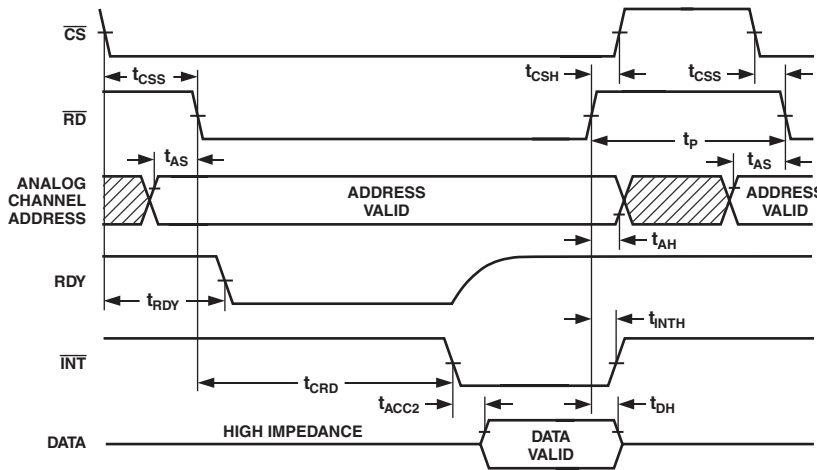 CS
tCSS
tCSH
tCSS
RD
tP
tAS
tAS
ANALOG
CHANNEL
ADDRESS
ADDRESS
VALID
ADDRESS
VALID
tAH
RDY
tRDY
tINTH
INT
tCRD
tACC2
tDH
HIGH IMPEDANCE
DATA
DATA
VALID